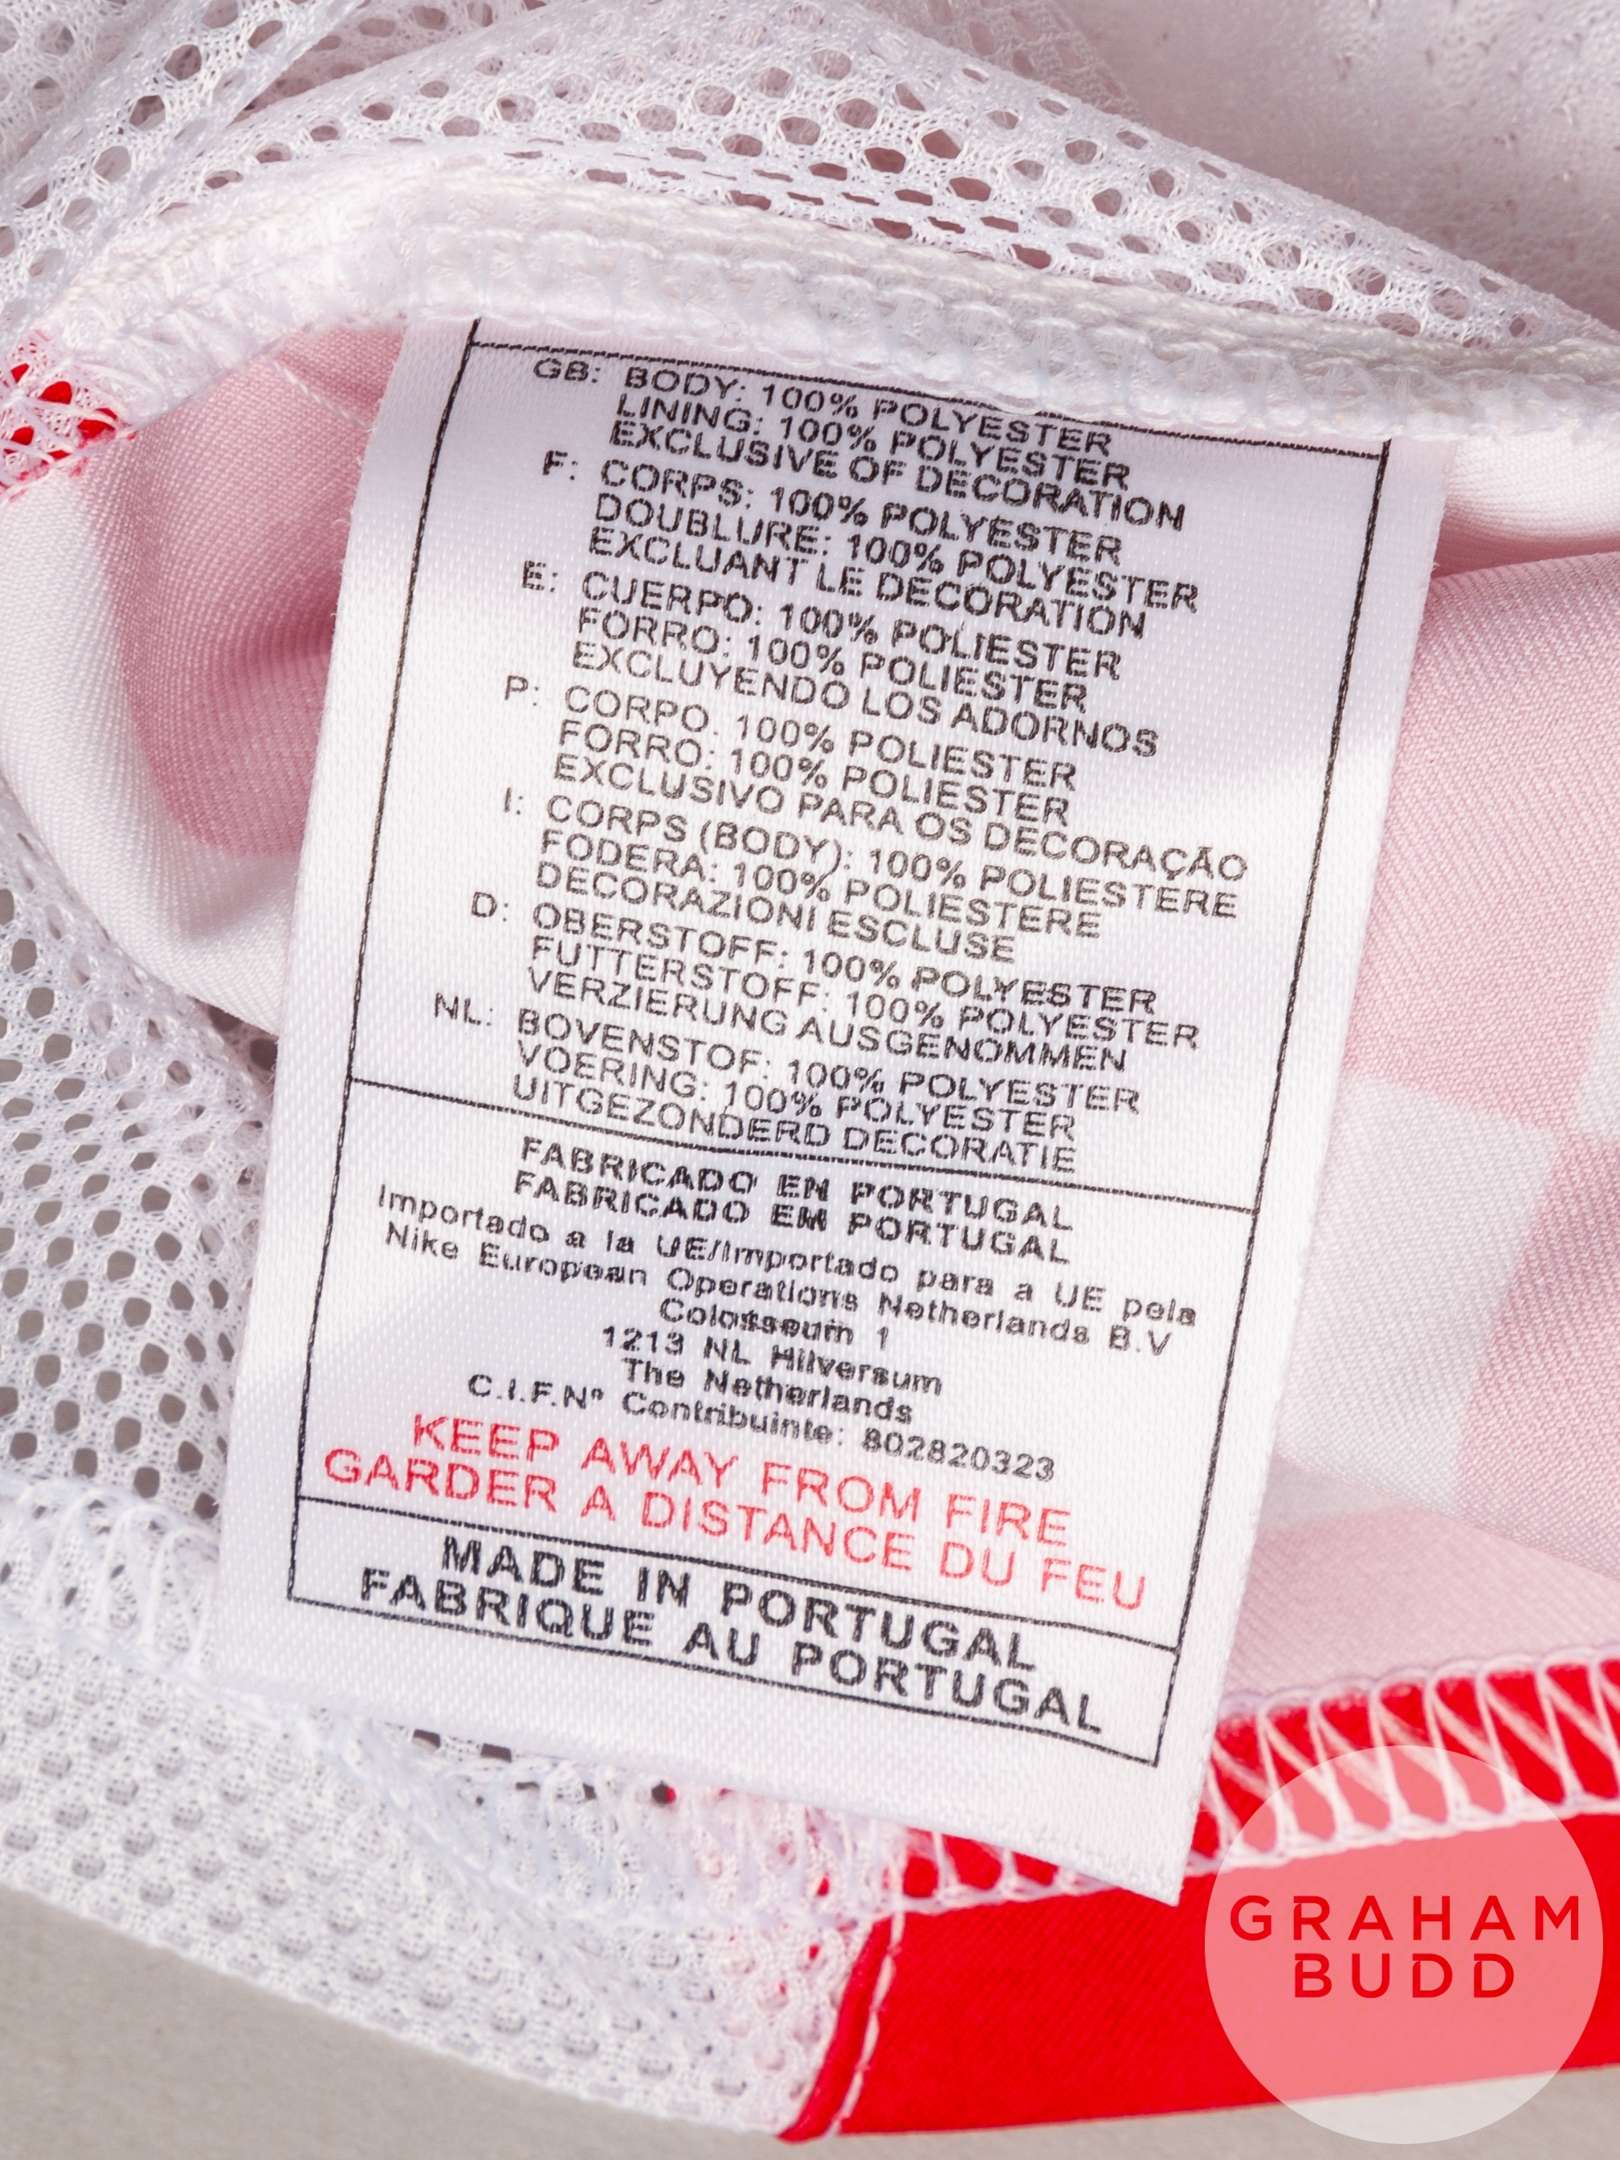 GB: BODY: 100% POLYESTER
LINING: 100% POLYESTER
EXCLUSIVE OF DECORATION
F: CORPS: 100% POLYESTER
DOUBLURE: 100% POLYESTER
EXCLUANT LE DECORATION
E: CUERPO: 100% POLIESTER
FORRO: 100% POLIESTER
EXCLUYENDO LOS ADORNOS
P: CORPO. 100% POLIESTER
FORRO: 100% POLIESTER
EXCLUSIVO PARA OS DECORAÇÃO
I: CORPS (BODY): 100% POLIESTERE
FODERA: 100% POLIESTERE
DECORAZIONI ESCLUSE
D: OBERSTOFF: 100% POLYESTER
FUTTERSTOFF: 100% POLYESTER
VERZIERUNG AUSGENOMMEN
NL: BOVENSTOF: 100% POLYESTER
VOERING: 100% POLYESTER
UITGEZONDERD DECORATIE
FABRICADO EN PORTUGAL
FABRICADO EM PORTUGAL
Importado a la UE/Importado para a UE pela
Nike European Operations Netherlands B.V
Colosseum 1
1213 NL Hilversum
The Netherlands
C.I.F.Nº Contribuinte: 802820323
KEEP AWAY FROM FIRE
GARDER A DISTANCE DU FEU
MADE IN PORTUGAL
FABRIQUE AU PORTUGAL
GRAHAM
BUDD